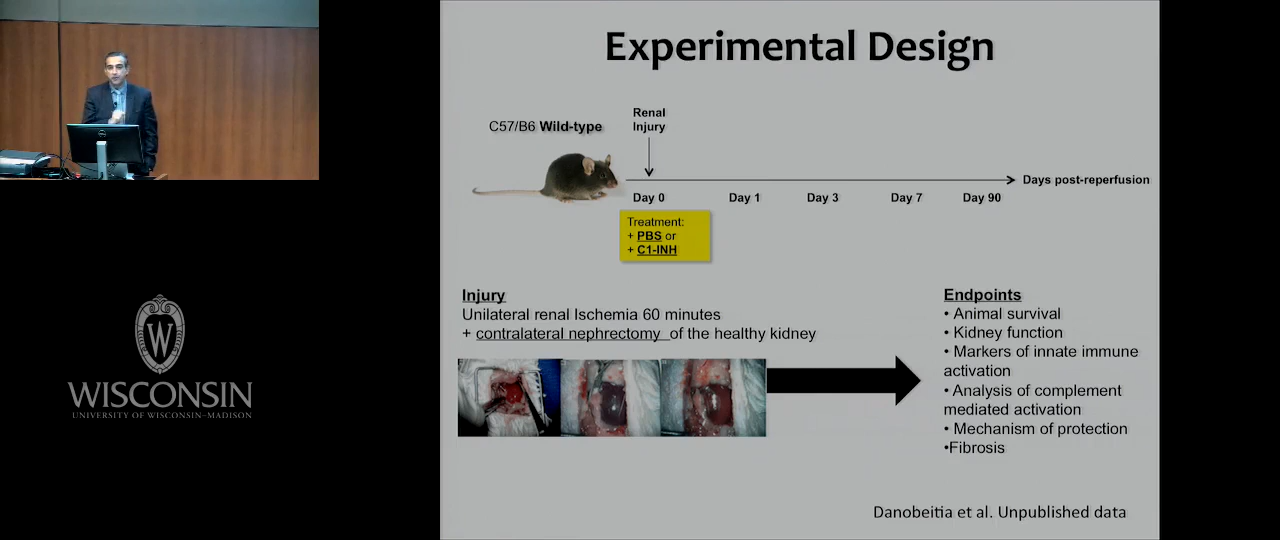 Experimental Design
C57/B6 Wild-type
Renal
Injury
Days post-reperfusion
Day 0
Day 1
Day 3
Day 7
Day 90
Treatment:
+ PBS or
+ C1-INH
Injury
Unilateral renal Ischemia 60 minutes
+ contralateral nephrectomy of the healthy kidney
Endpoints
• Animal survival
• Kidney function
• Markers of innate immune
activation
• Analysis of complement
mediated activation
• Mechanism of protection
•Fibrosis
Danobeitia et al. Unpublished data
W
WISCONSIN
UNIVERSITY OF WISCONSIN–MADISON